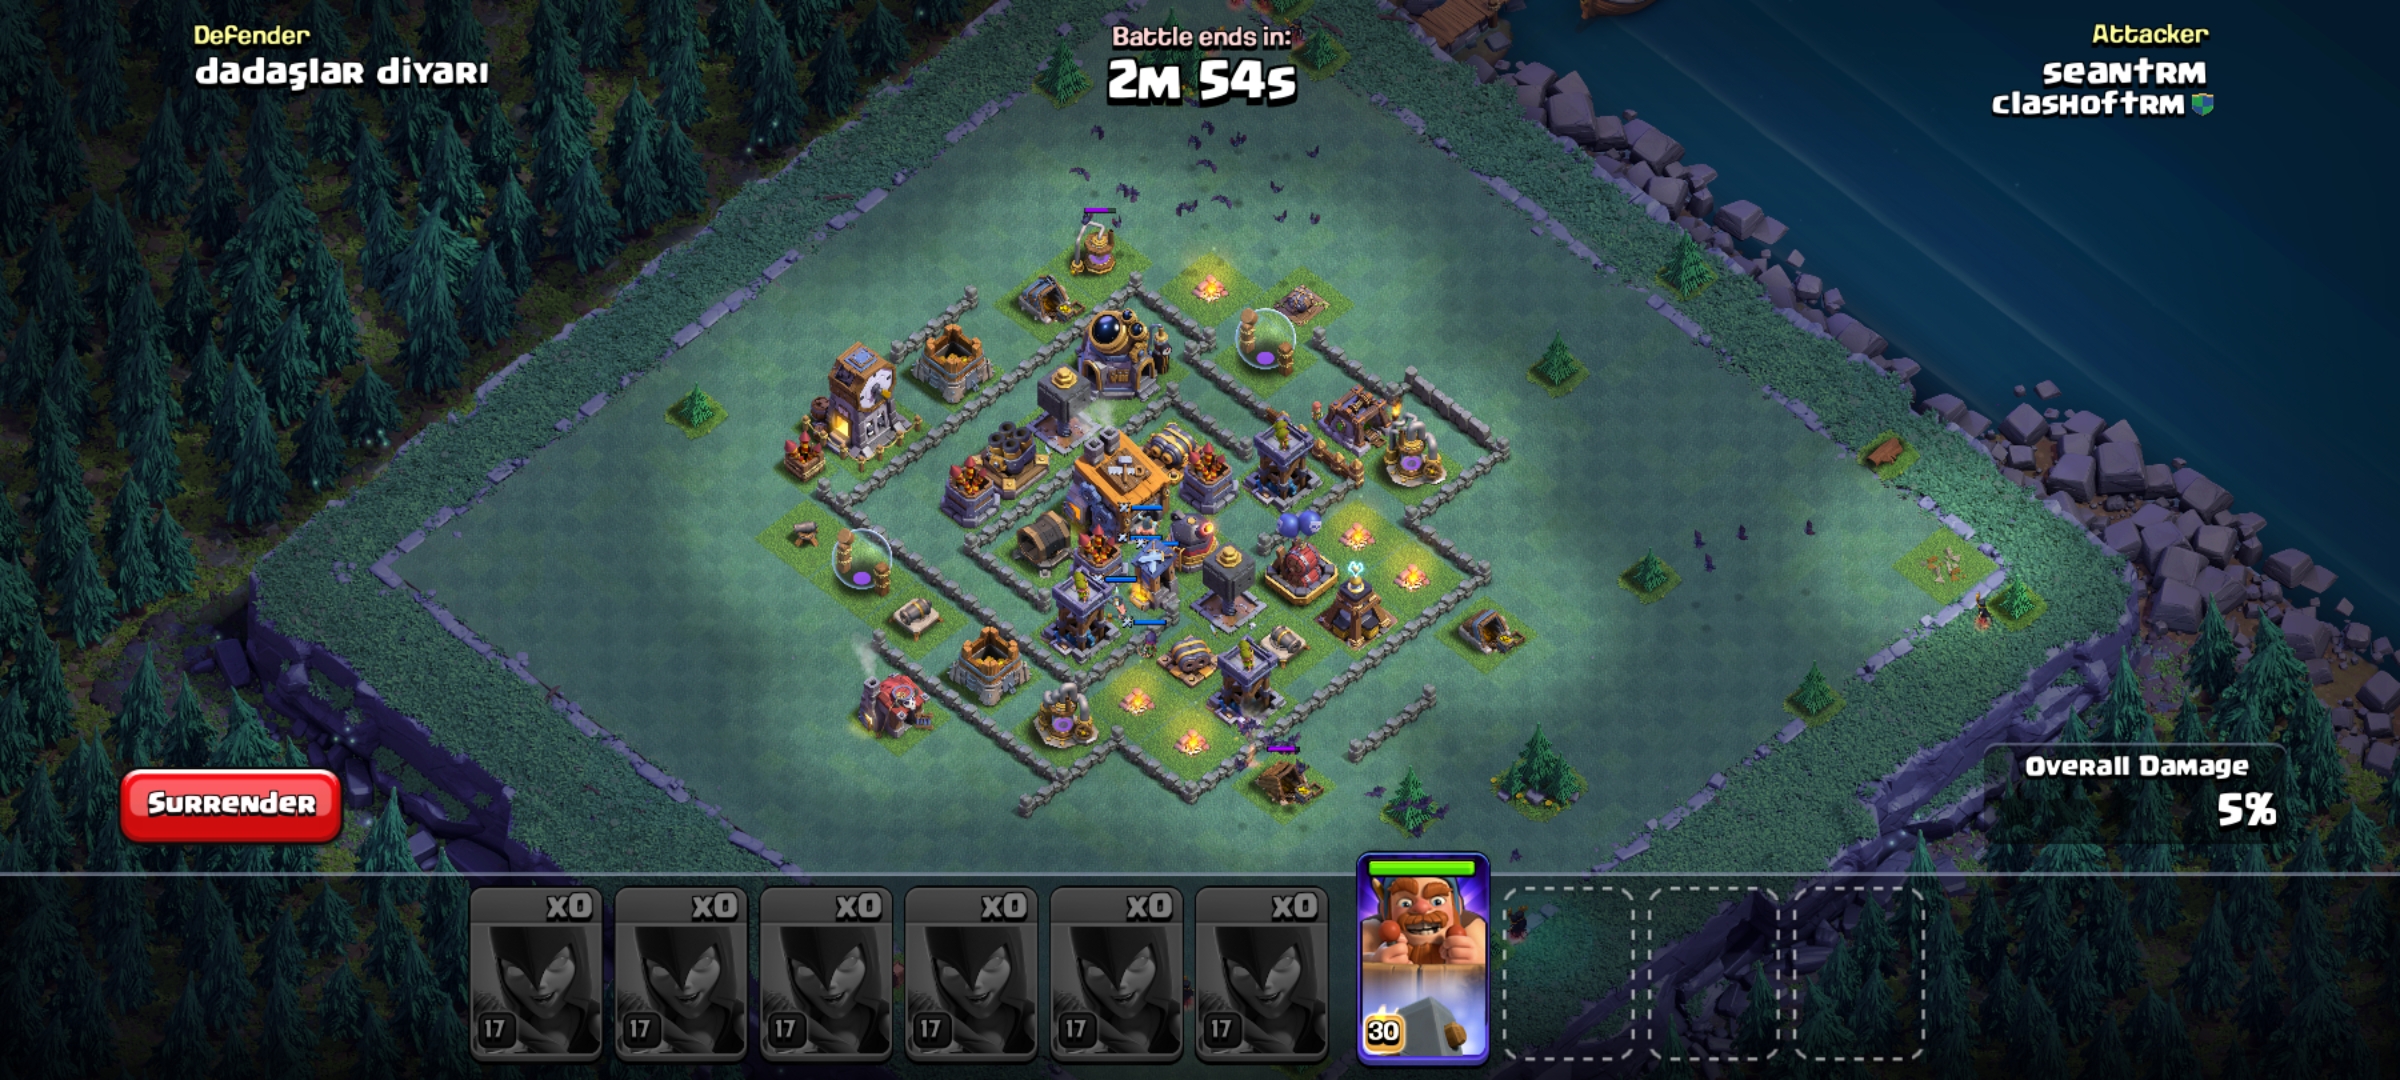 Defender
dadaşlar diyarı
Battle ends in:
2m 54s
Attacker
seantrm
clashoftrm
Surrender
Overall Damage
5%
x0
x0
x0
x0
x0
x0
17
17
17
17
17
17
30